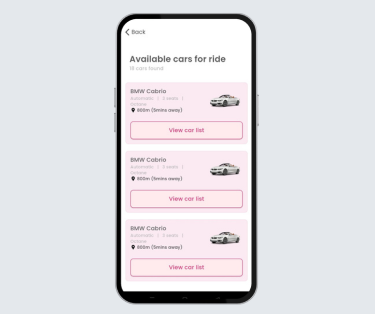 Back
Available cars for ride
18 cars found
BMW Cabrio
Automatic | 3 seats |
Octane
800m (5mins away)
View car list
BMW Cabrio
Automatic | 3 seats |
Octane
800m (5mins away)
View car list
BMW Cabrio
Automatic | 3 seats |
Octane
800m (5mins away)
View car list